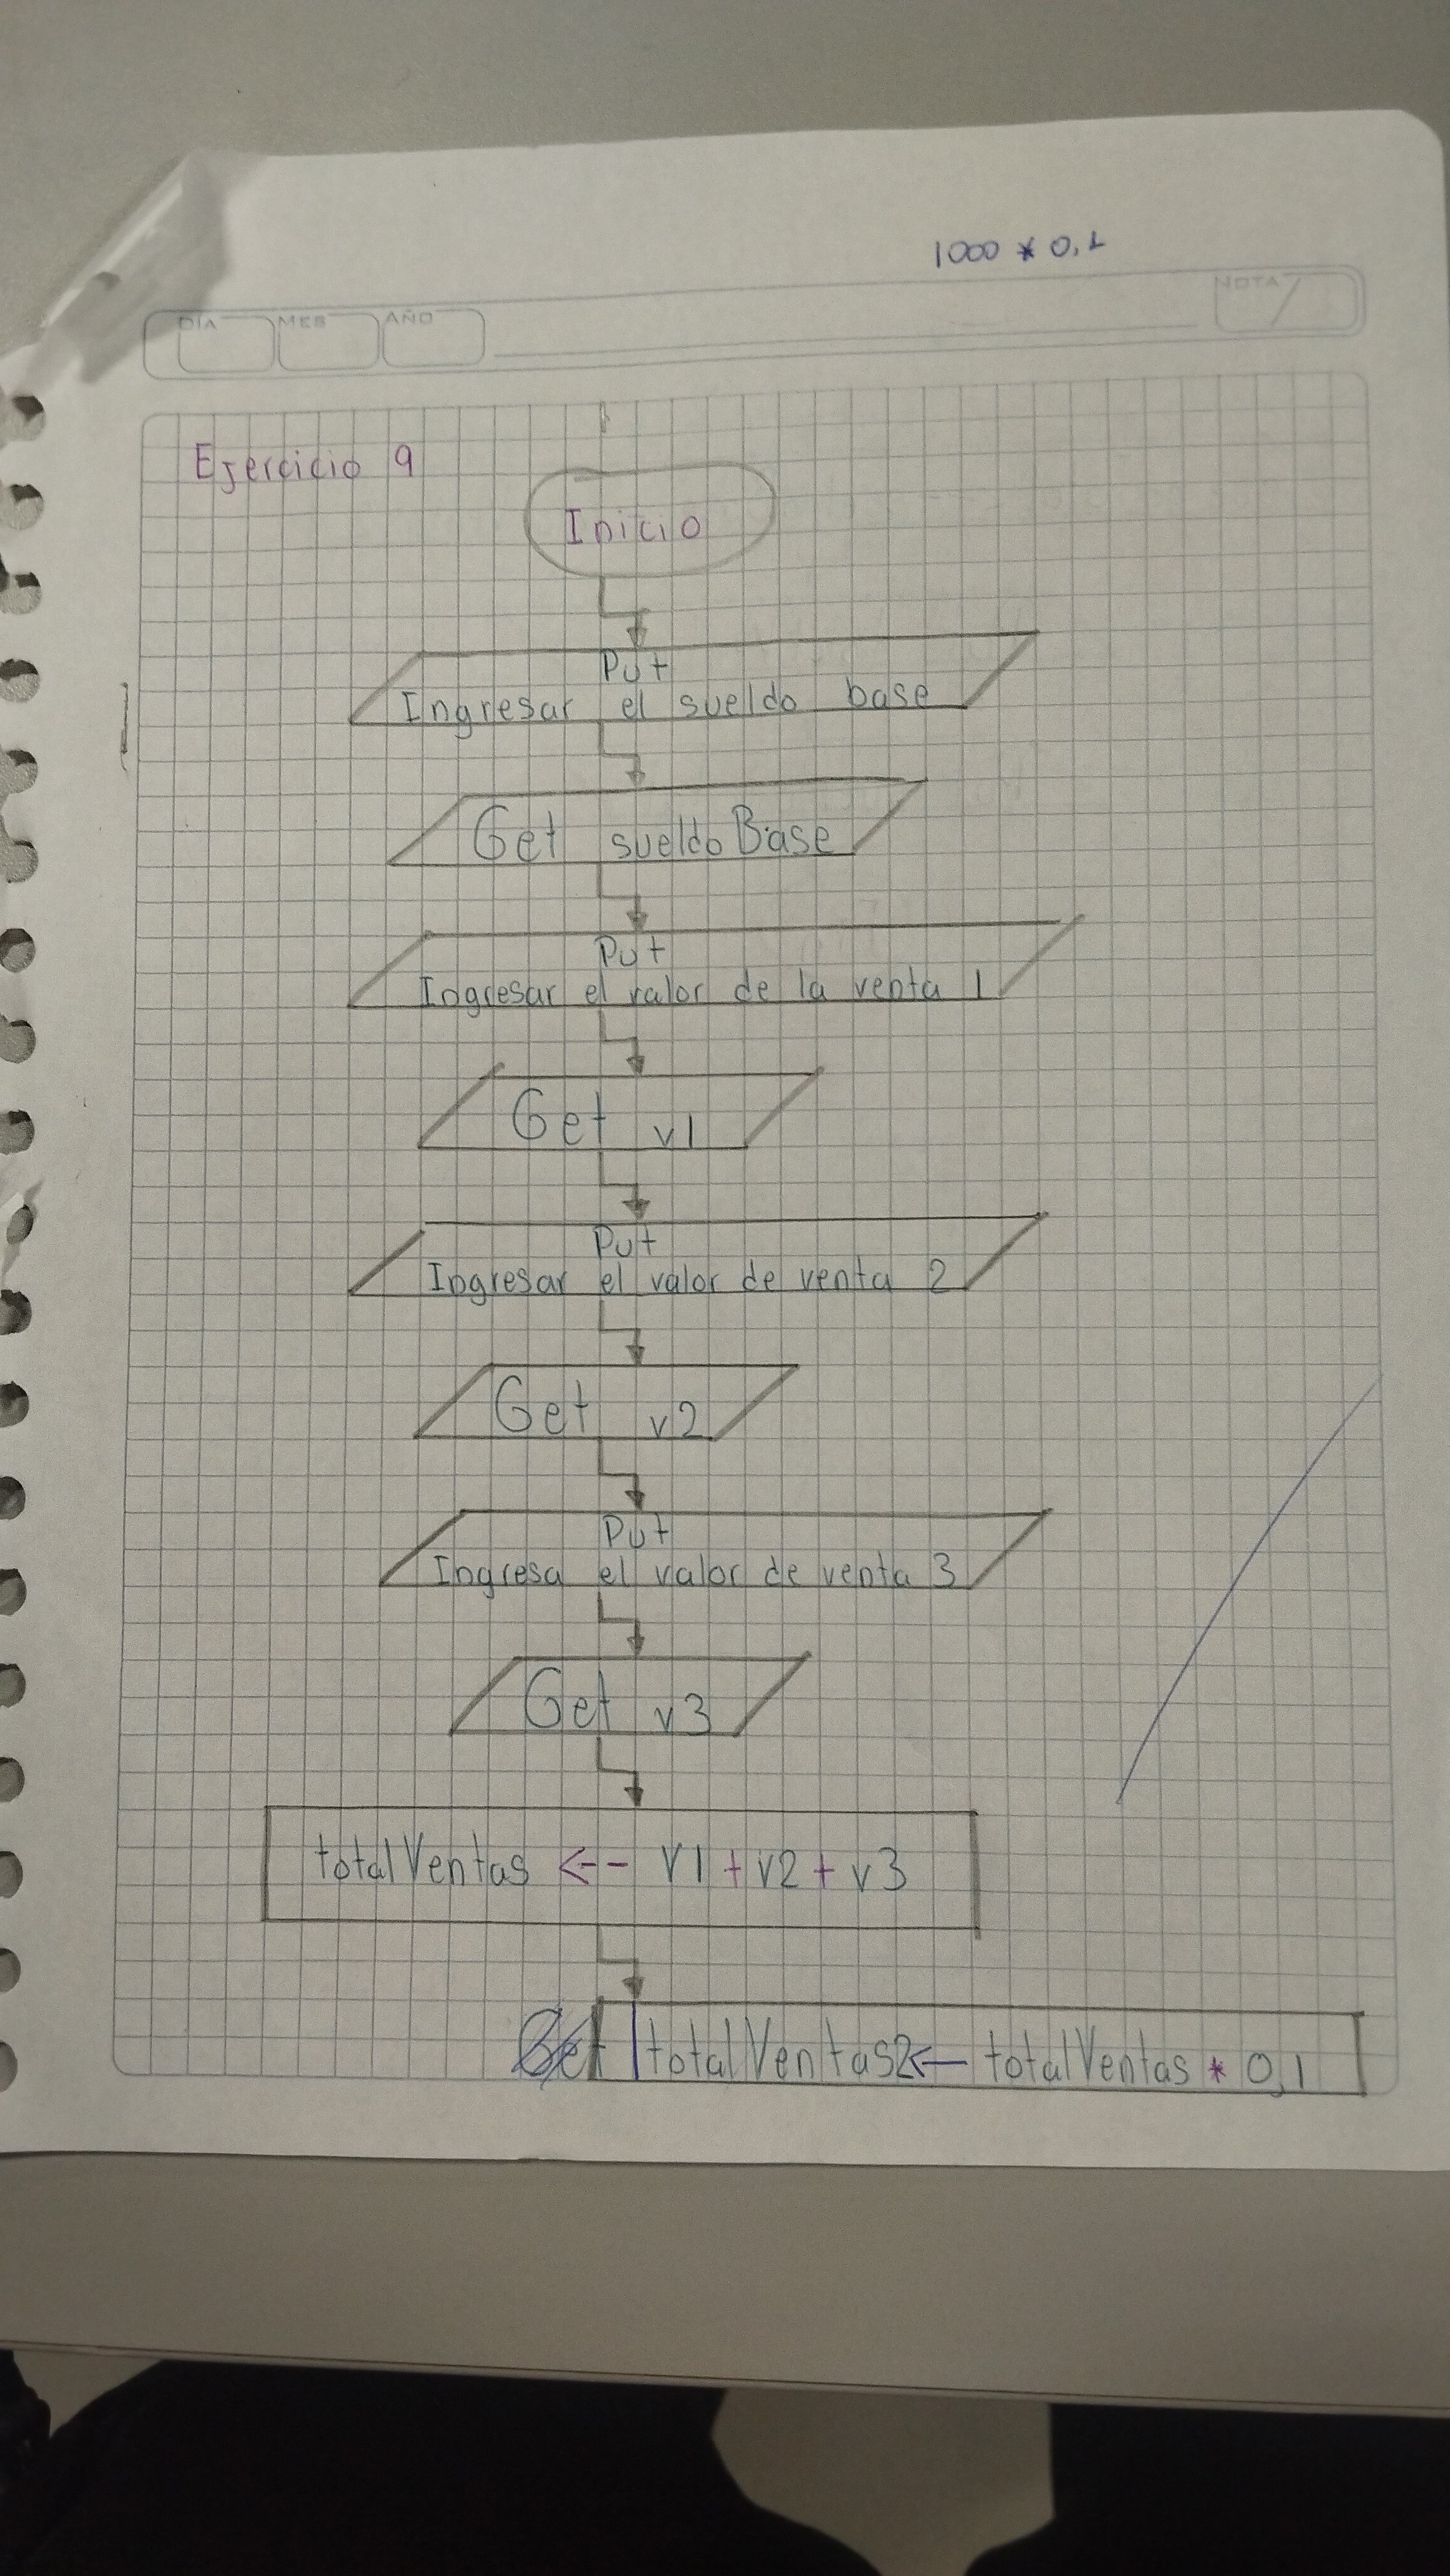 1000 * 0,1
DÍA MES AÑO NOTA
Ejercicio 9
Inicio
Put
Ingresar el sueldo base
Get sueldoBase
Put
Ingresar el valor de la venta 1
Get v1
Put
Ingresar el valor de venta 2
Get v2
Put
Ingresa el valor de venta 3
Get v3
totalVentas <-- V1 + v2 + v3
totalVentas2 <— totalVentas * 0,1